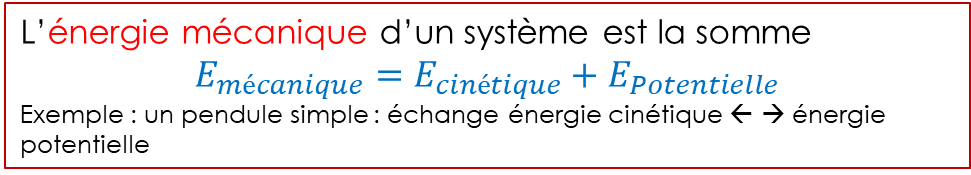 L’énergie mécanique d’un système est la somme
E_mécanique = E_cinétique + E_Potentielle
Exemple : un pendule simple : échange énergie cinétique ← → énergie
potentielle